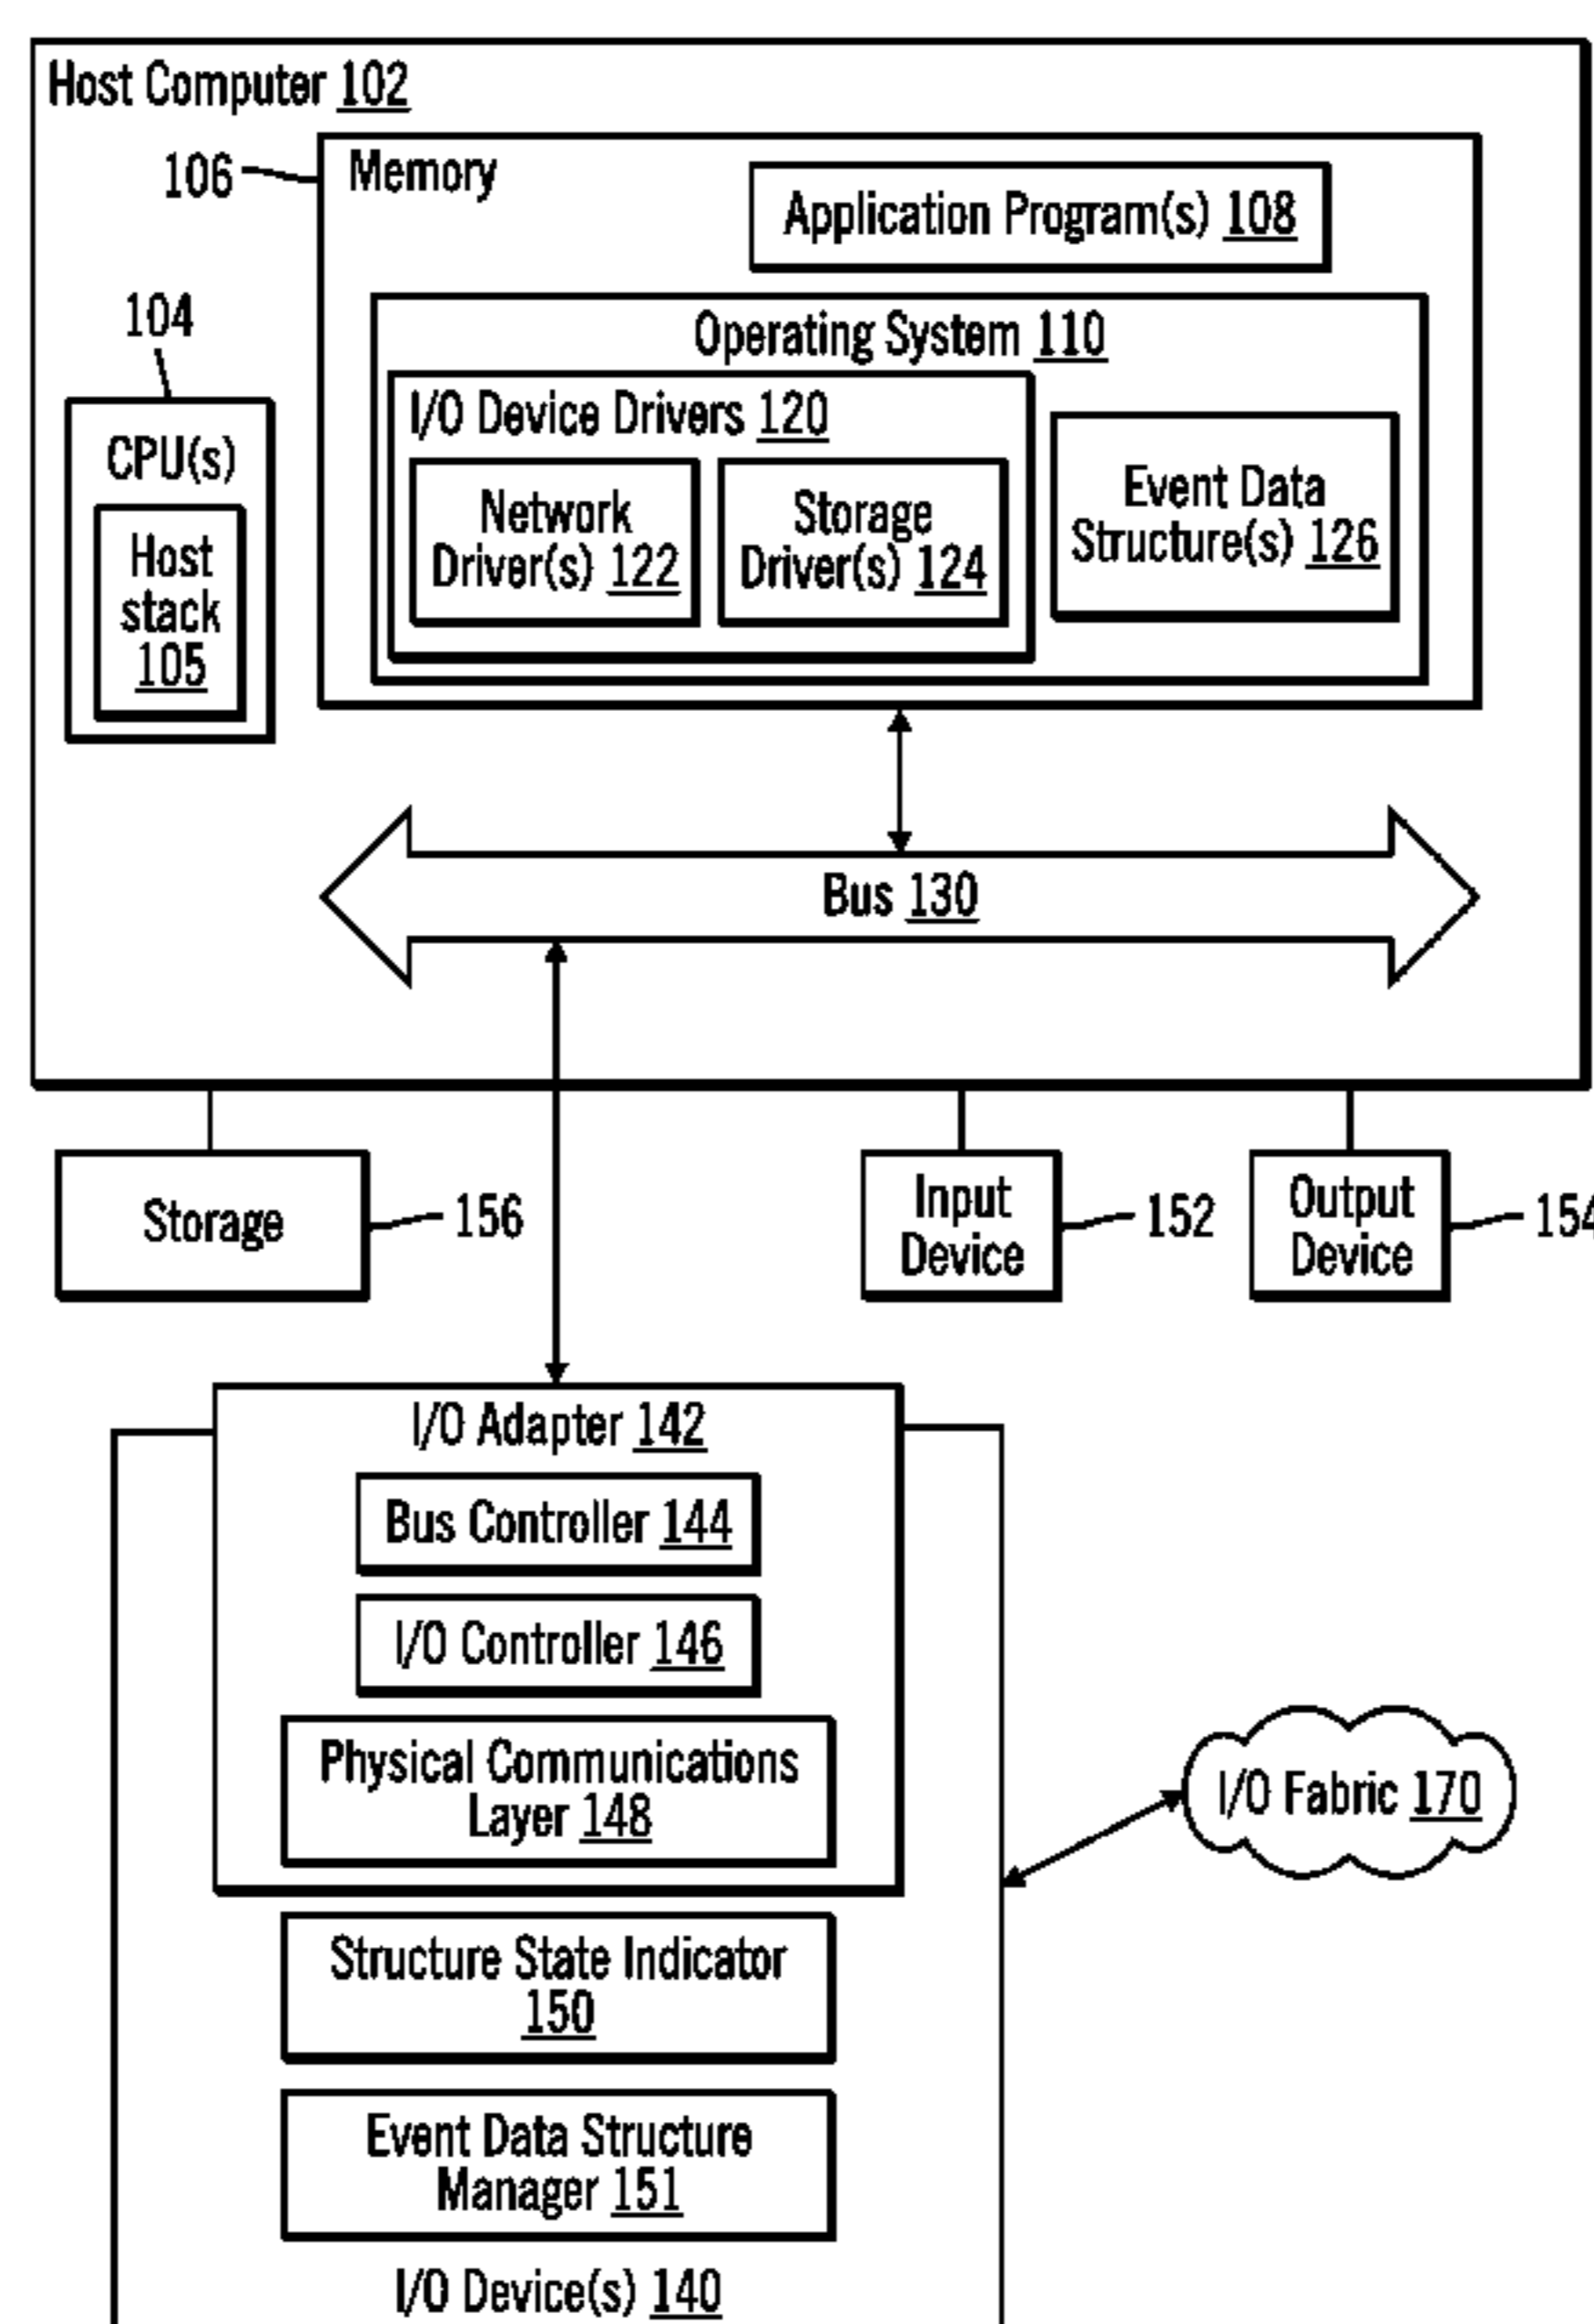 Host Computer 102
106
Memory
Application Program(s) 108
104
Operating System 110
I/O Device Drivers 120
CPU(s)
Host
stack
105
Network
Driver(s) 122
Storage
Driver(s) 124
Event Data
Structure(s) 126
Bus 130
Storage
156
Input
Device
152
Output
Device
154
I/O Adapter 142
Bus Controller 144
I/O Controller 146
Physical Communications
Layer 148
I/O Fabric 170
Structure State Indicator
150
Event Data Structure
Manager 151
I/O Device(s) 140